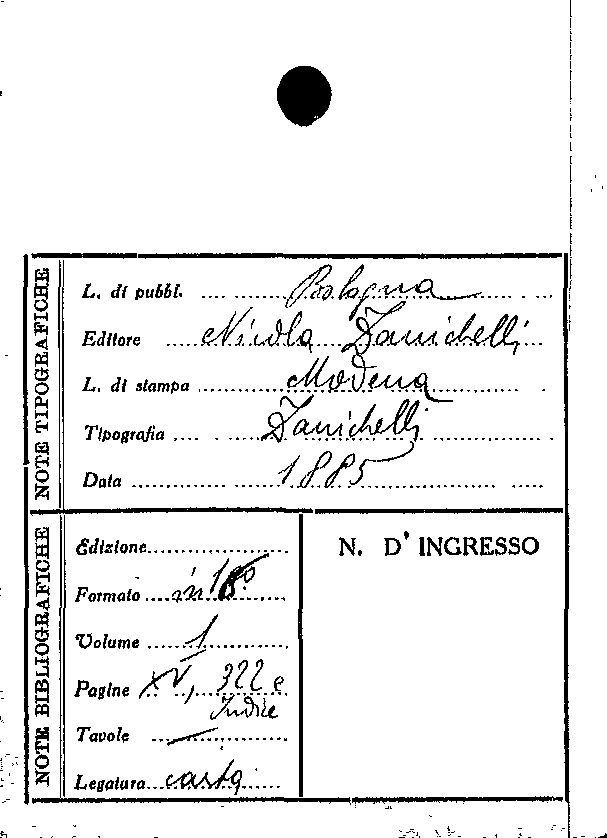 NOTE TIPOGRAFICHE
L. di pubbl. Bologna
Editore Nicola Zanichelli
L. di stampa Modena
Tipografia Zanichelli
Data 1885
NOTE BIBLIOGRAFICHE
Edizione
Formato in 18º
Volume 1
Pagine XV, 322 e
Indice
Tavole —
Legatura carta
N. D' INGRESSO